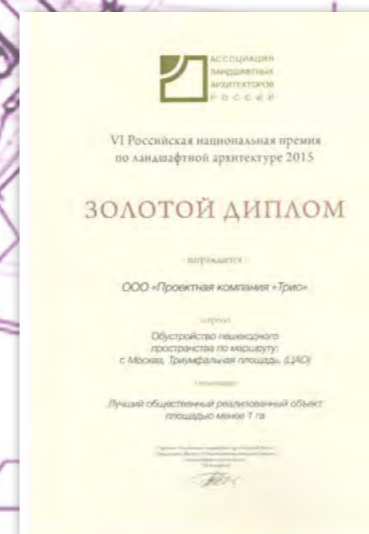 АССОЦИАЦИЯ
ЛАНДШАФТНЫХ
АРХИТЕКТОРОВ
РОССИИ
VI Российская национальная премия
по ландшафтной архитектуре 2015
ЗОЛОТОЙ ДИПЛОМ
награждается
ООО «Проектная компания «Трио»
Обустройство пешеходного
пространства по маршруту:
г. Москва, Триумфальная площадь, (ЦАО)
Лучший общественный реализованный объект
площадью менее 1 га